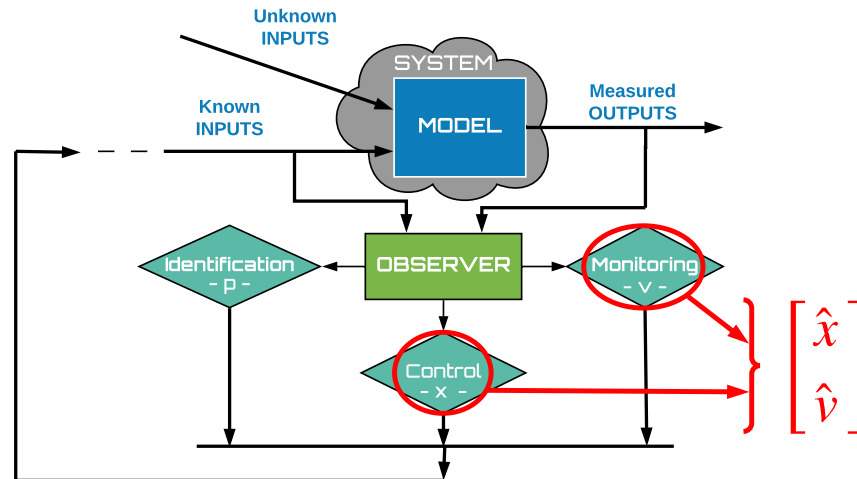 Unknown
INPUTS
SYSTEM
Known
INPUTS
MODEL
Measured
OUTPUTS
Identification
- p -
OBSERVER
Monitoring
- v -
Control
- x -
x̂
v̂